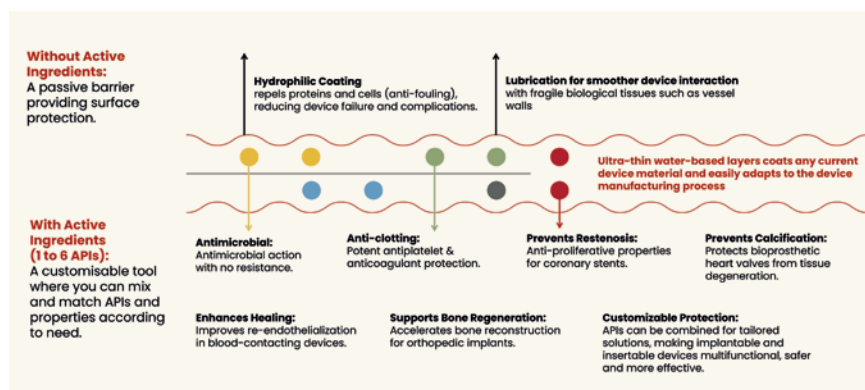 Without Active
Ingredients:
A passive barrier
providing surface
protection.
Hydrophilic Coating
repels proteins and cells (anti-fouling),
reducing device failure and complications.
Lubrication for smoother device interaction
with fragile biological tissues such as vessel
walls
Ultra-thin water-based layers coats any current
device material and easily adapts to the device
manufacturing process
With Active
Ingredients
(1 to 6 APIs):
A customisable tool
where you can mix
and match APIs and
properties according
to need.
Antimicrobial:
Antimicrobial action
with no resistance.
Anti-clotting:
Potent antiplatelet &
anticoagulant protection.
Prevents Restenosis:
Anti-proliferative properties
for coronary stents.
Prevents Calcification:
Protects bioprosthetic
heart valves from tissue
degeneration.
Enhances Healing:
Improves re-endothelialization
in blood-contacting devices.
Supports Bone Regeneration:
Accelerates bone reconstruction
for orthopedic implants.
Customizable Protection:
APIs can be combined for tailored
solutions, making implantable and
insertable devices multifunctional, safer
and more effective.